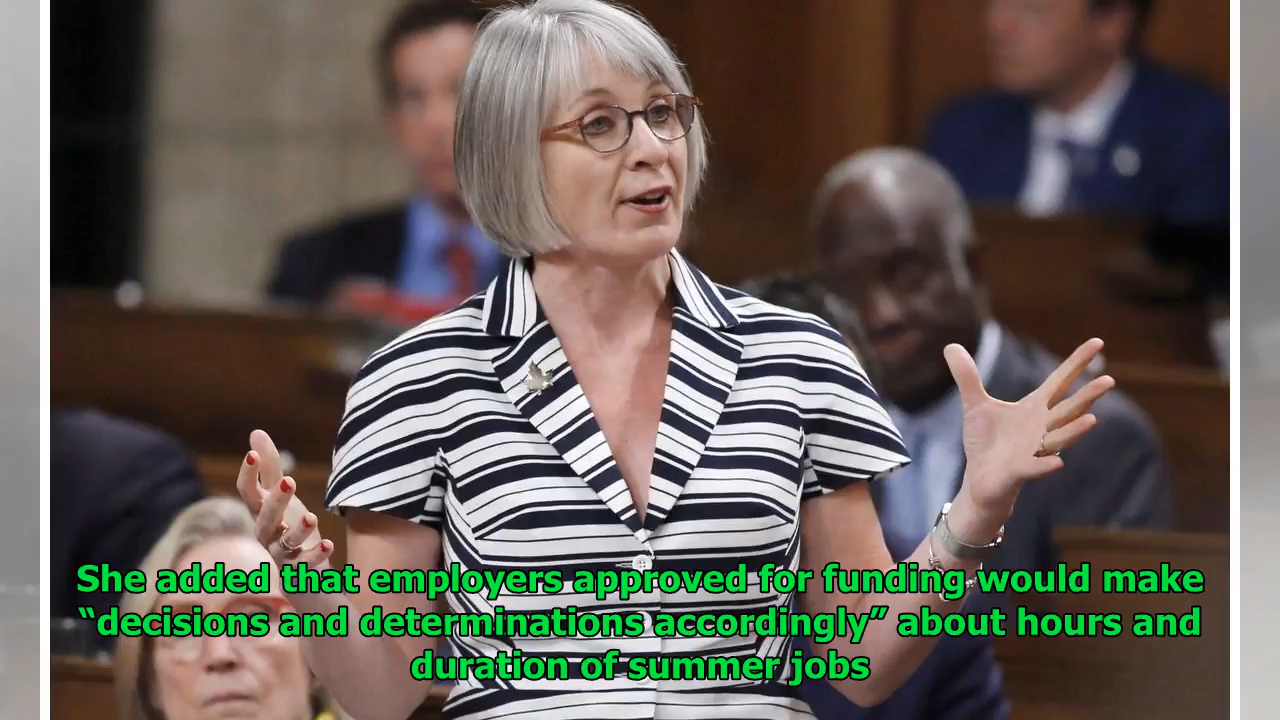 She added that employers approved for funding would make
“decisions and determinations accordingly” about hours and
duration of summer jobs